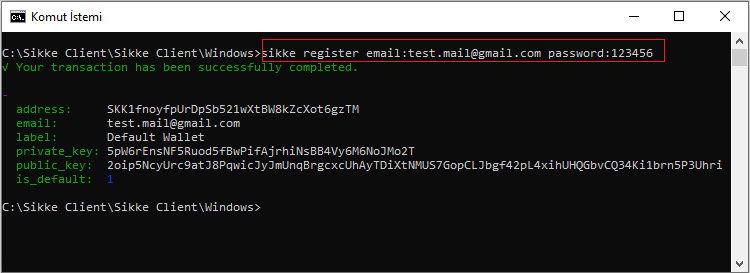 Komut İstemi
C:\Sikke Client\Sikke Client\Windows>sikke register email:test.mail@gmail.com password:123456
√ Your transaction has been successfully completed.
-
address: SKK1fnoyfpUrDpSb521wXtBW8kZcXot6gzTM
email: test.mail@gmail.com
label: Default Wallet
private_key: 5pW6rEnsNF5Ruod5fBwPifAjrhiNsBB4Vy6M6NoJMo2T
public_key: 2oip5NcyUrc9atJ8PqwicJyJmUnqBrgcxcUhAyTDiXtNMUS7GopCLJbgf42pL4xihUHQGbvCQ34Ki1brn5P3Uhri
is_default: 1
C:\Sikke Client\Sikke Client\Windows>